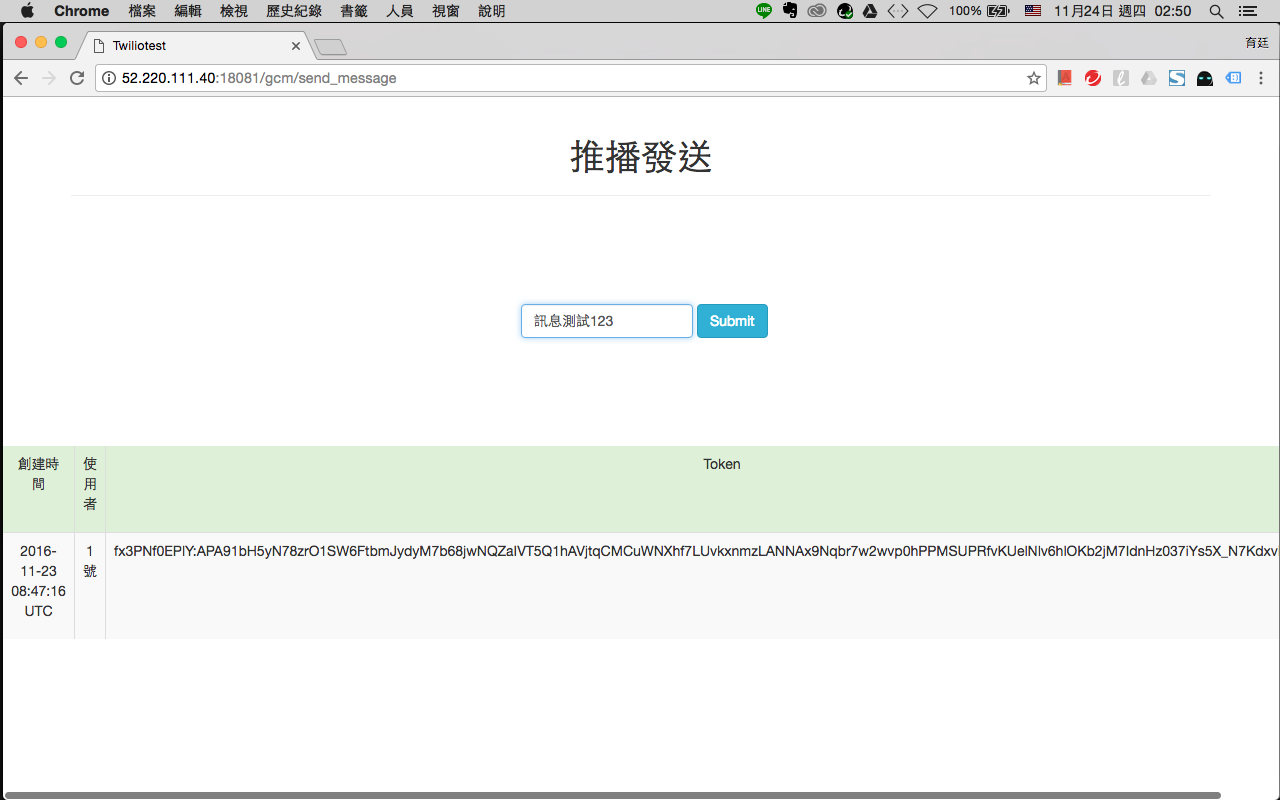 Chrome 檔案 編輯 檢視 歷史紀錄 書籤 人員 視窗 說明 LINE 100% 11月24日 週四 02:50
Twiliotest 育廷
52.220.111.40:18081/gcm/send_message
推播發送
訊息測試123 Submit
創建時間 使用者 Token
2016-11-23 08:47:16 UTC 1號 fx3PNf0EPlY:APA91bH5yN78zrO1SW6FtbmJydyM7b68jwNQZaIVT5Q1hAVjtqCMCuWNXhf7LUvkxnmzLANNAx9Nqbr7w2wvp0hPPMSUPRfvKUelNlv6hlOKb2jM7IdnHz037iYs5X_N7Kdxv